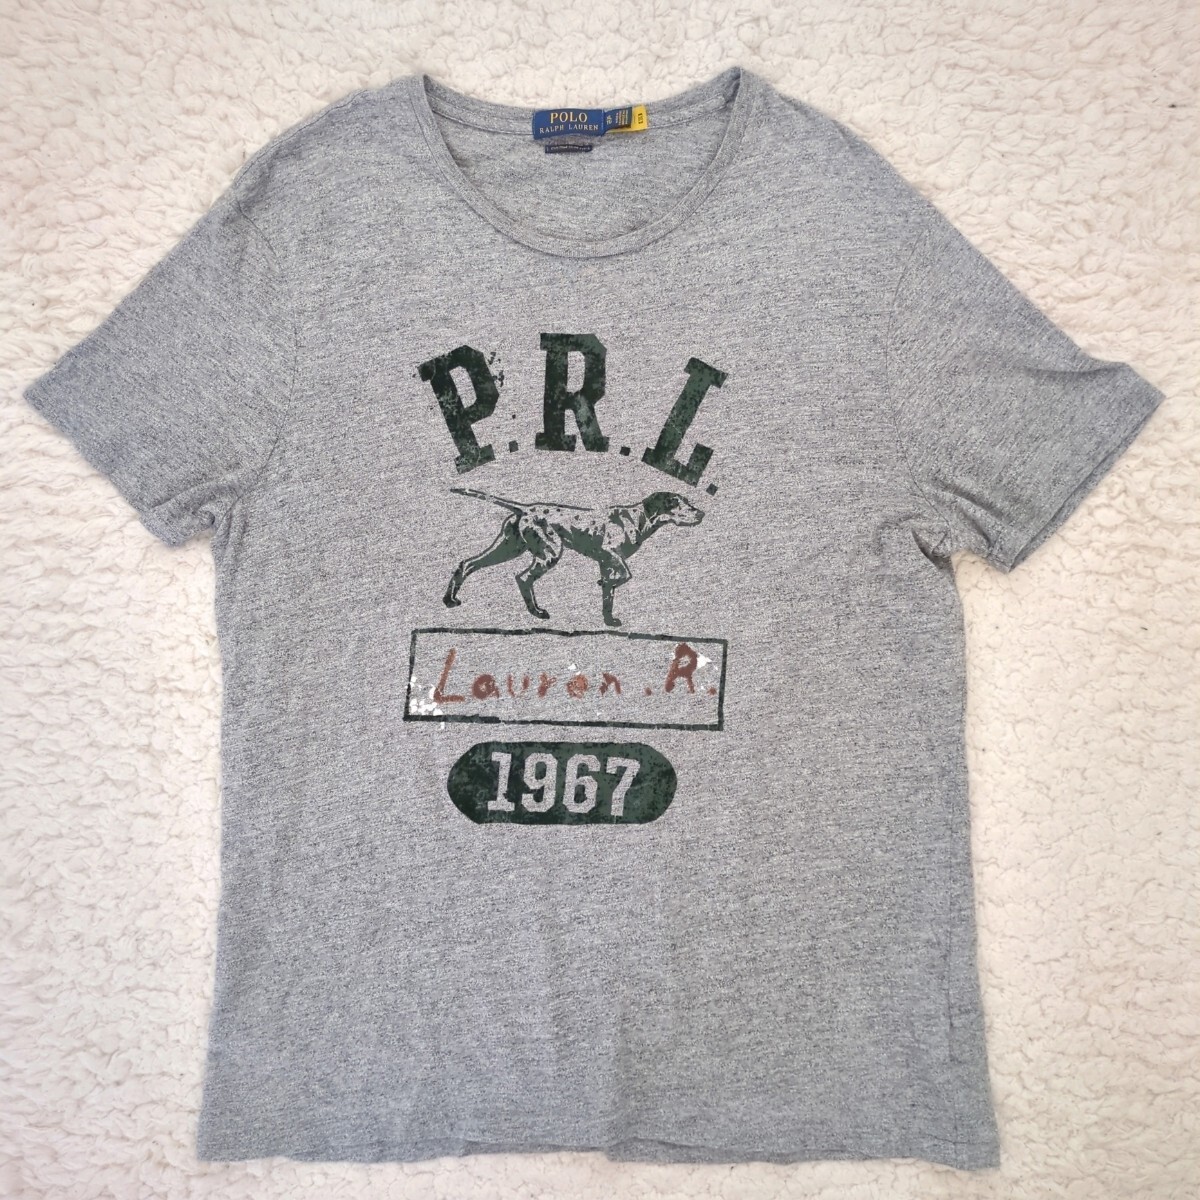 POLO
RALPH LAUREN
P.R.L.
Lauren.R.
1967